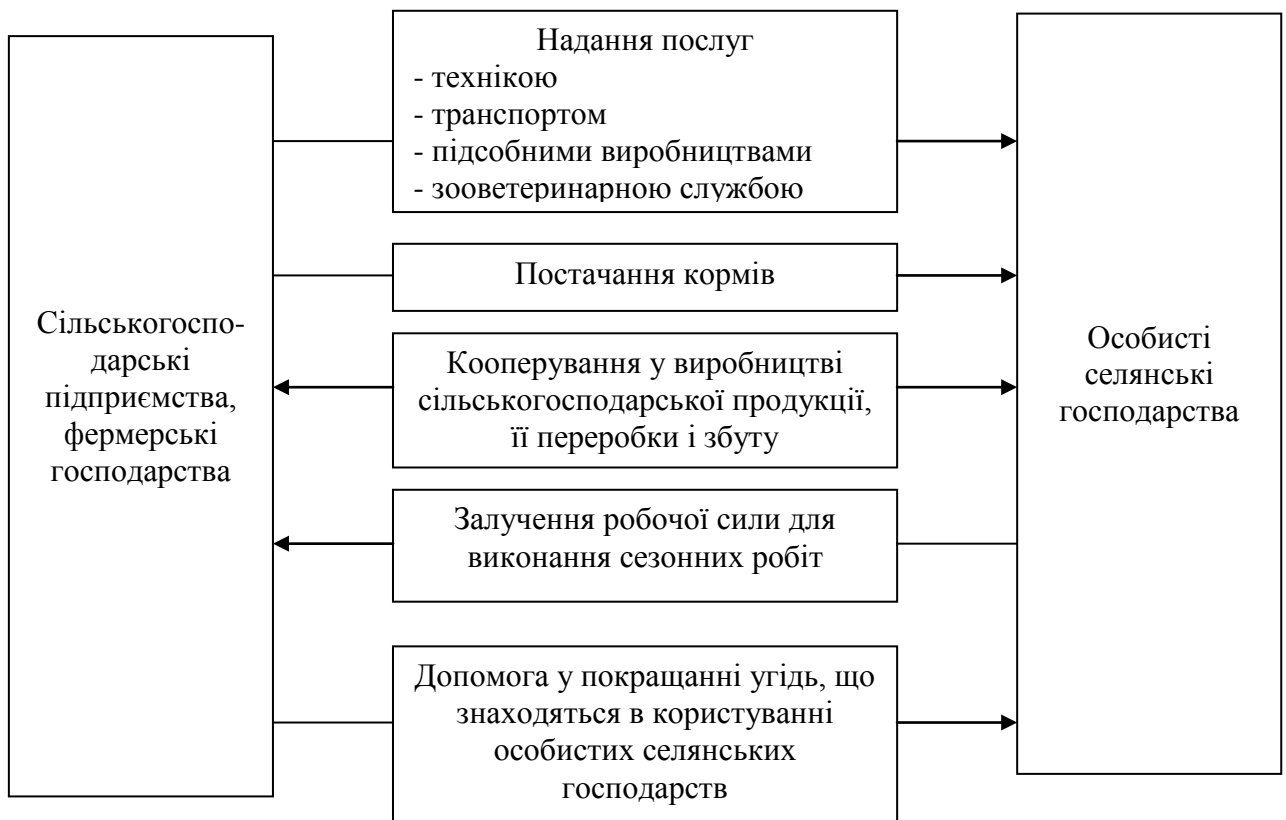 Сільськогоспо-
дарські
підприємства,
фермерські
господарства
Надання послуг
- технікою
- транспортом
- підсобними виробництвами
- зооветеринарною службою
Постачання кормів
Кооперування у виробництві
сільськогосподарської продукції,
її переробки і збуту
Залучення робочої сили для
виконання сезонних робіт
Допомога у покращанні угідь, що
знаходяться в користуванні
особистих селянських
господарств
Особисті
селянські
господарства